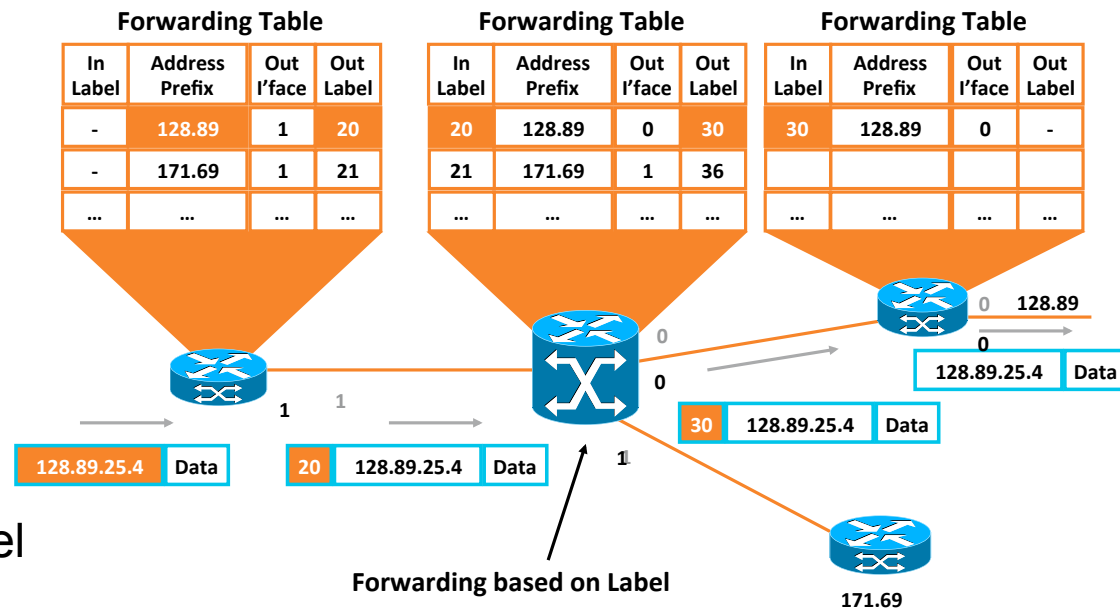 Forwarding Table Forwarding Table Forwarding Table
In Label Address Prefix Out I'face Out Label
- 128.89 1 20
- 171.69 1 21
... ... ... ...
In Label Address Prefix Out I'face Out Label
20 128.89 0 30
21 171.69 1 36
... ... ... ...
In Label Address Prefix Out I'face Out Label
30 128.89 0 -
... ... ... ...
0 128.89
0
0
128.89.25.4 Data
0
1
1
30 128.89.25.4 Data
128.89.25.4 Data
20 128.89.25.4 Data
1
1
el
Forwarding based on Label
171.69